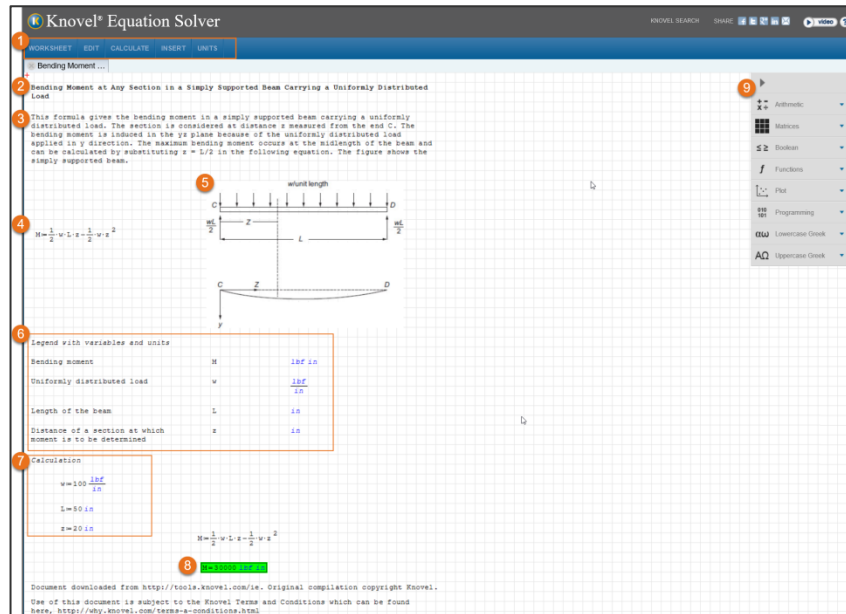 Knovel® Equation Solver
KNOVEL SEARCH SHARE
video
1
WORKSHEET EDIT CALCULATE INSERT UNITS
Bending Moment ...
2
Bending Moment at Any Section in a Simply Supported Beam Carrying a Uniformly Distributed
Load
3
This formula gives the bending moment in a simply supported beam carrying a uniformly
distributed load. The section is considered at distance z measured from the end C. The
bending moment is induced in the yz plane because of the uniformly distributed load
applied in y direction. The maximum bending moment occurs at the midlength of the beam and
can be calculated by substituting z = L/2 in the following equation. The figure shows the
simply supported beam.
9
Arithmetic
Matrices
≤ ≥ Boolean
f Functions
Plot
010 101 Programming
αω Lowercase Greek
ΑΩ Uppercase Greek
5
w/unit length
C D
wL/2 Z wL/2
L
4
M≔1/2·w·L·z−1/2·w·z²
C Z D
y
6
Legend with variables and units
Bending moment M lbf in
Uniformly distributed load w lbf/in
Length of the beam L in
Distance of a section at which z in
moment is to be determined
7
Calculation
w≔100 lbf/in
L≔50 in
z≔20 in
M≔1/2·w·L·z−1/2·w·z²
8
M=30000 lbf in
Document downloaded from http://tools.knovel.com/ie. Original compilation copyright Knovel.
Use of this document is subject to the Knovel Terms and Conditions which can be found
here, http://why.knovel.com/terms-a-conditions.html